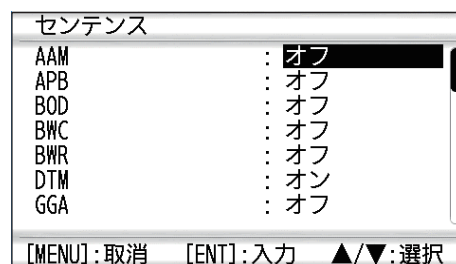 センテンス
AAM : オフ
APB : オフ
BOD : オフ
BWC : オフ
BWR : オフ
DTM : オン
GGA : オフ
[MENU]:取消 [ENT]:入力 ▲/▼:選択